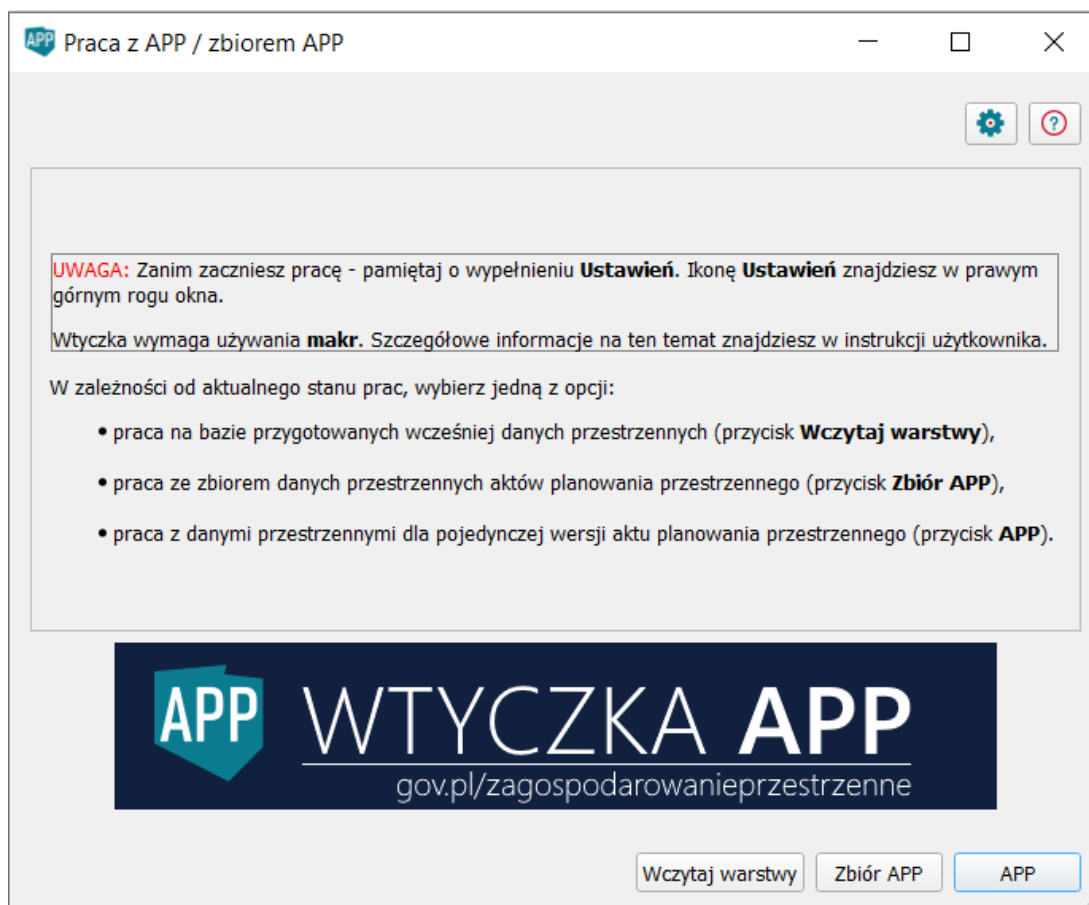 APP Praca z APP / zbiorem APP
?
UWAGA: Zanim zaczniesz pracę - pamiętaj o wypełnieniu Ustawień. Ikonę Ustawień znajdziesz w prawym
górnym rogu okna.
Wtyczka wymaga używania makr. Szczegółowe informacje na ten temat znajdziesz w instrukcji użytkownika.
W zależności od aktualnego stanu prac, wybierz jedną z opcji:
• praca na bazie przygotowanych wcześniej danych przestrzennych (przycisk Wczytaj warstwy),
• praca ze zbiorem danych przestrzennych aktów planowania przestrzennego (przycisk Zbiór APP),
• praca z danymi przestrzennymi dla pojedynczej wersji aktu planowania przestrzennego (przycisk APP).
APP WTYCZKA APP
gov.pl/zagospodarowanieprzestrzenne
Wczytaj warstwy Zbiór APP APP